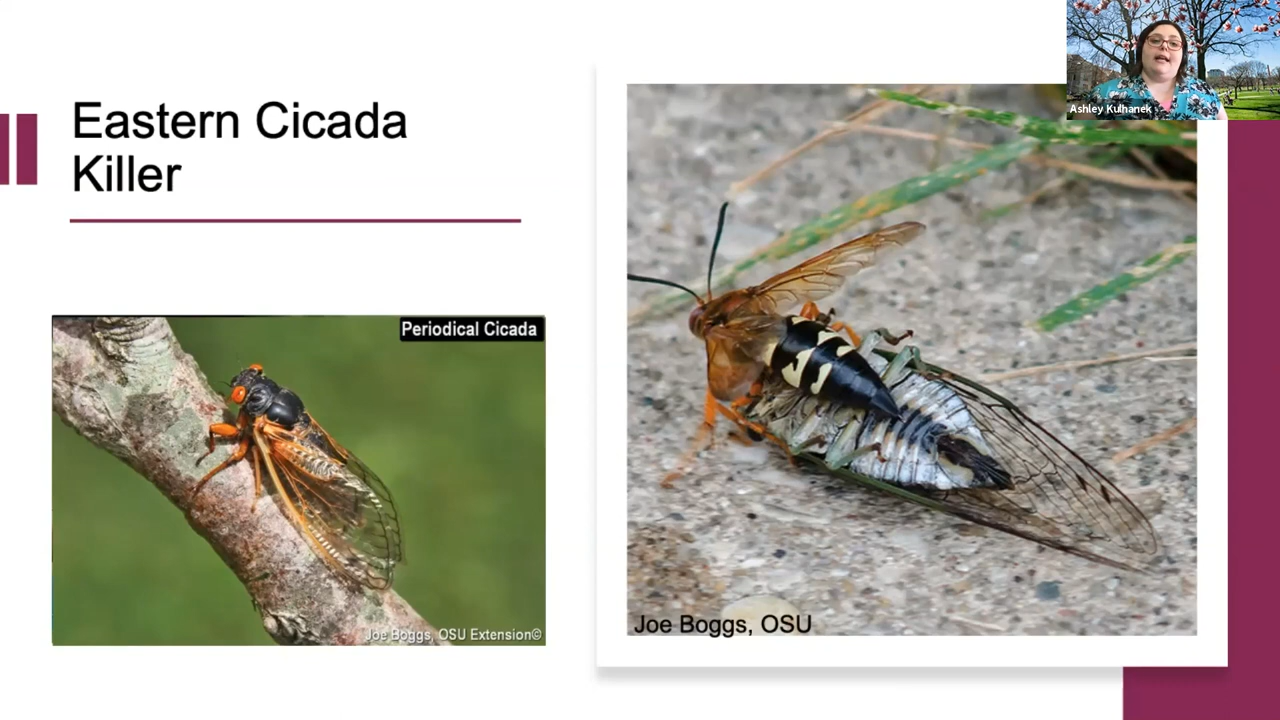 Eastern Cicada
Killer
Periodical Cicada
Joe Boggs, OSU Extension©
Joe Boggs, OSU
Ashley Kulhanek